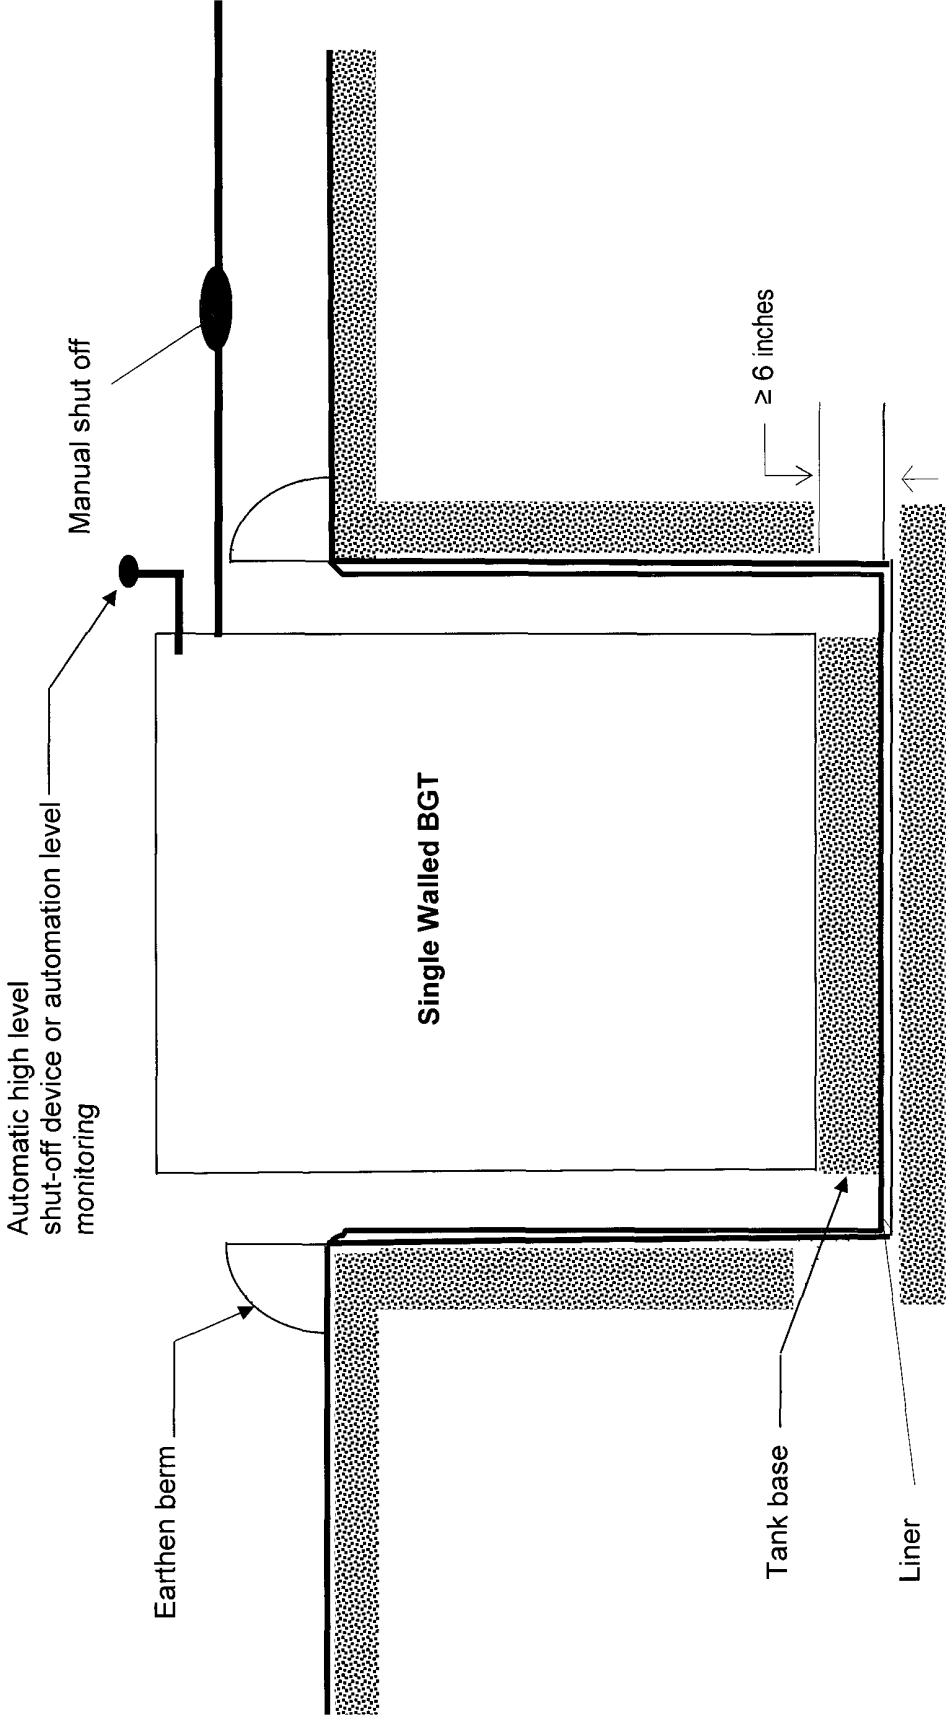 Automatic high level
shut-off device or automation level
monitoring
Manual shut off
Earthen berm
Single Walled BGT
≥ 6 inches
Tank base
Liner